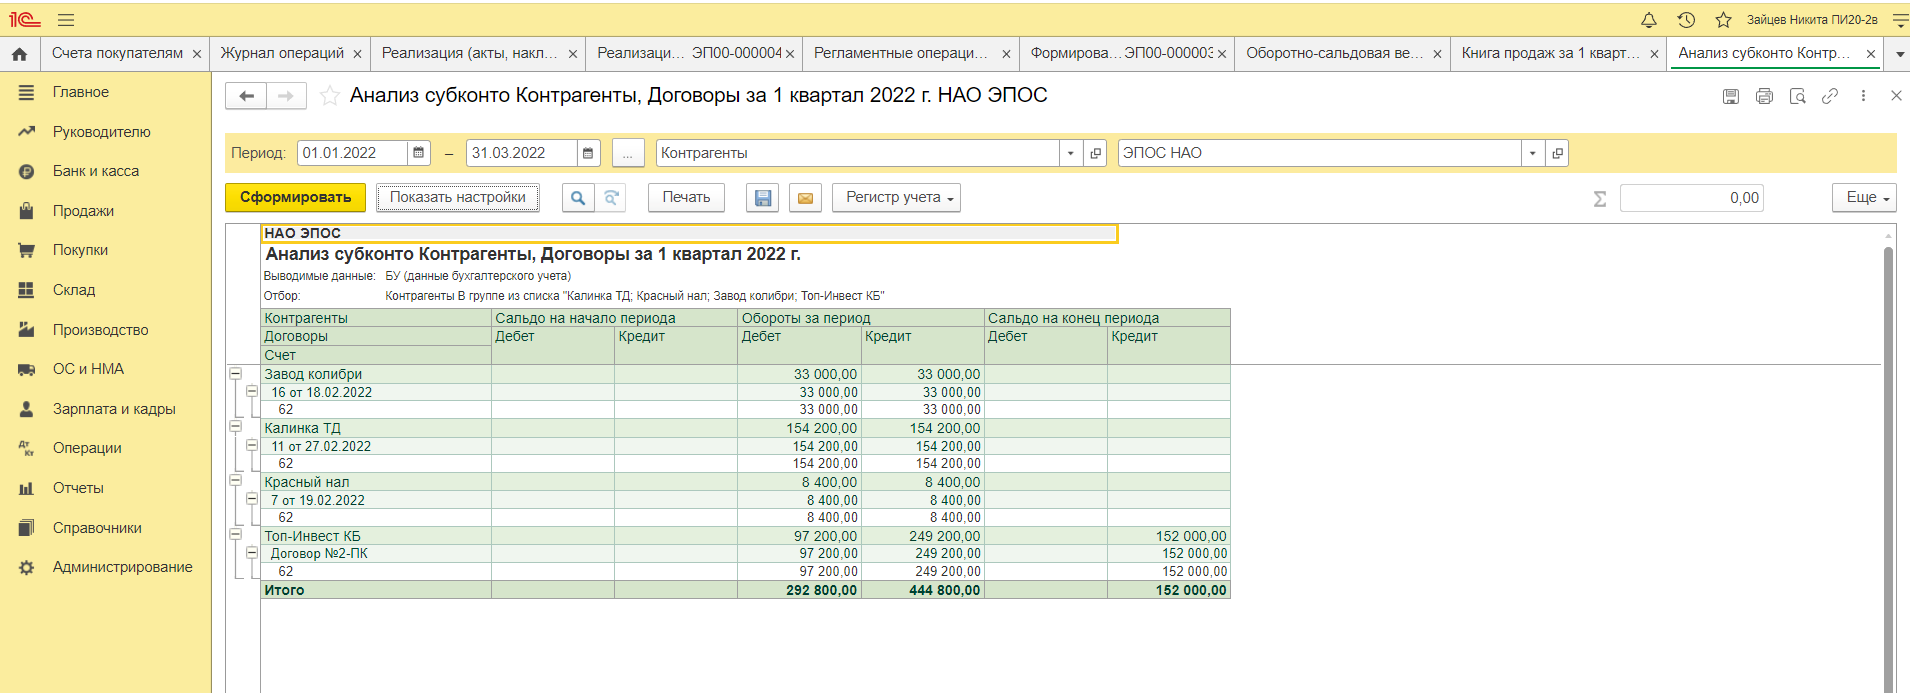 1С Зайцев Никита ПИ20-2в
Счета покупателям Журнал операций Реализация (акты, накл... Реализаци... ЭП00-000004 Регламентные операци... Формирова... ЭП00-000003 Оборотно-сальдовая ве... Книга продаж за 1 кварт... Анализ субконто Контр...
Главное
Руководителю
Банк и касса
Продажи
Покупки
Склад
Производство
ОС и НМА
Зарплата и кадры
Операции
Отчеты
Справочники
Администрирование
Анализ субконто Контрагенты, Договоры за 1 квартал 2022 г. НАО ЭПОС
Период: 01.01.2022 – 31.03.2022 ... Контрагенты ЭПОС НАО
Сформировать Показать настройки Печать Регистр учета Σ 0,00 Еще
НАО ЭПОС
Анализ субконто Контрагенты, Договоры за 1 квартал 2022 г.
Выводимые данные: БУ (данные бухгалтерского учета)
Отбор: Контрагенты В группе из списка "Калинка ТД; Красный нал; Завод колибри; Топ-Инвест КБ"
Контрагенты Сальдо на начало периода Обороты за период Сальдо на конец периода
Договоры Дебет Кредит Дебет Кредит Дебет Кредит
Счет
Завод колибри 33 000,00 33 000,00
16 от 18.02.2022 33 000,00 33 000,00
62 33 000,00 33 000,00
Калинка ТД 154 200,00 154 200,00
11 от 27.02.2022 154 200,00 154 200,00
62 154 200,00 154 200,00
Красный нал 8 400,00 8 400,00
7 от 19.02.2022 8 400,00 8 400,00
62 8 400,00 8 400,00
Топ-Инвест КБ 97 200,00 249 200,00 152 000,00
Договор №2-ПК 97 200,00 249 200,00 152 000,00
62 97 200,00 249 200,00 152 000,00
Итого 292 800,00 444 800,00 152 000,00